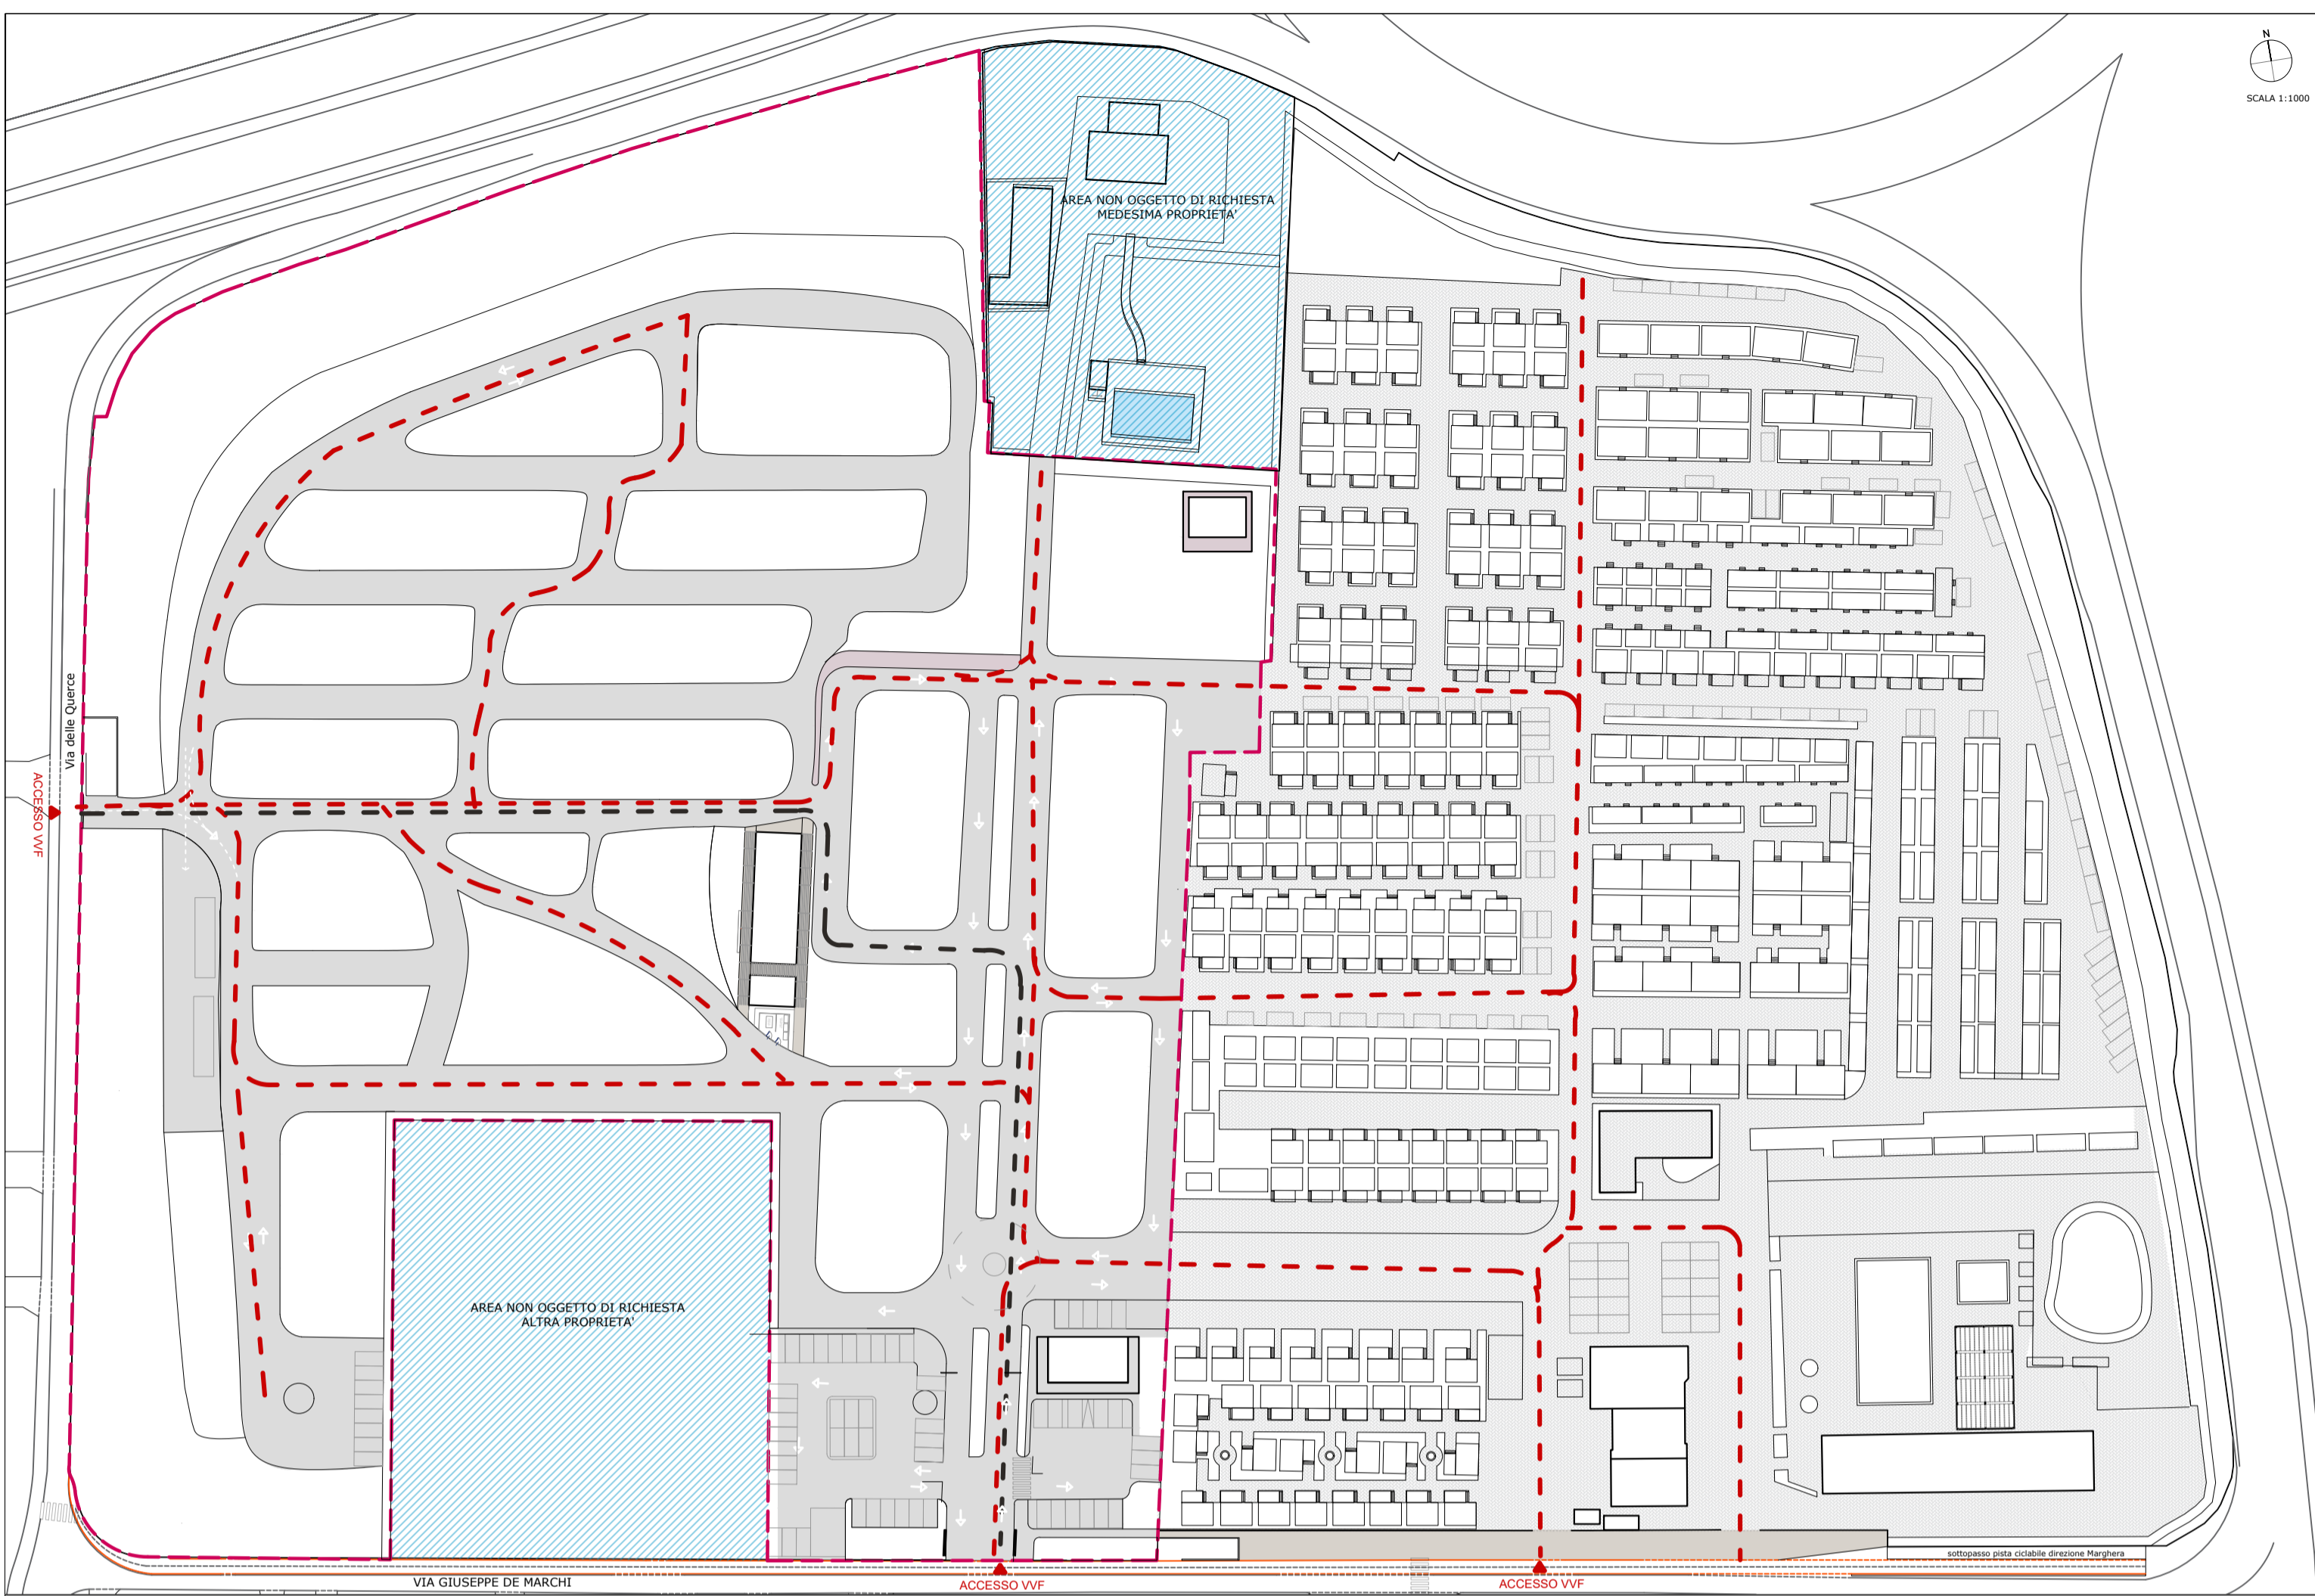 N
SCALA 1:1000
AREA NON OGGETTO DI RICHIESTA
MEDESIMA PROPRIETA'
Via delle Querce
ACCESSO VVF
AREA NON OGGETTO DI RICHIESTA
ALTRA PROPRIETA'
sottopasso pista ciclabile direzione Marghera
VIA GIUSEPPE DE MARCHI
ACCESSO VVF
ACCESSO VVF